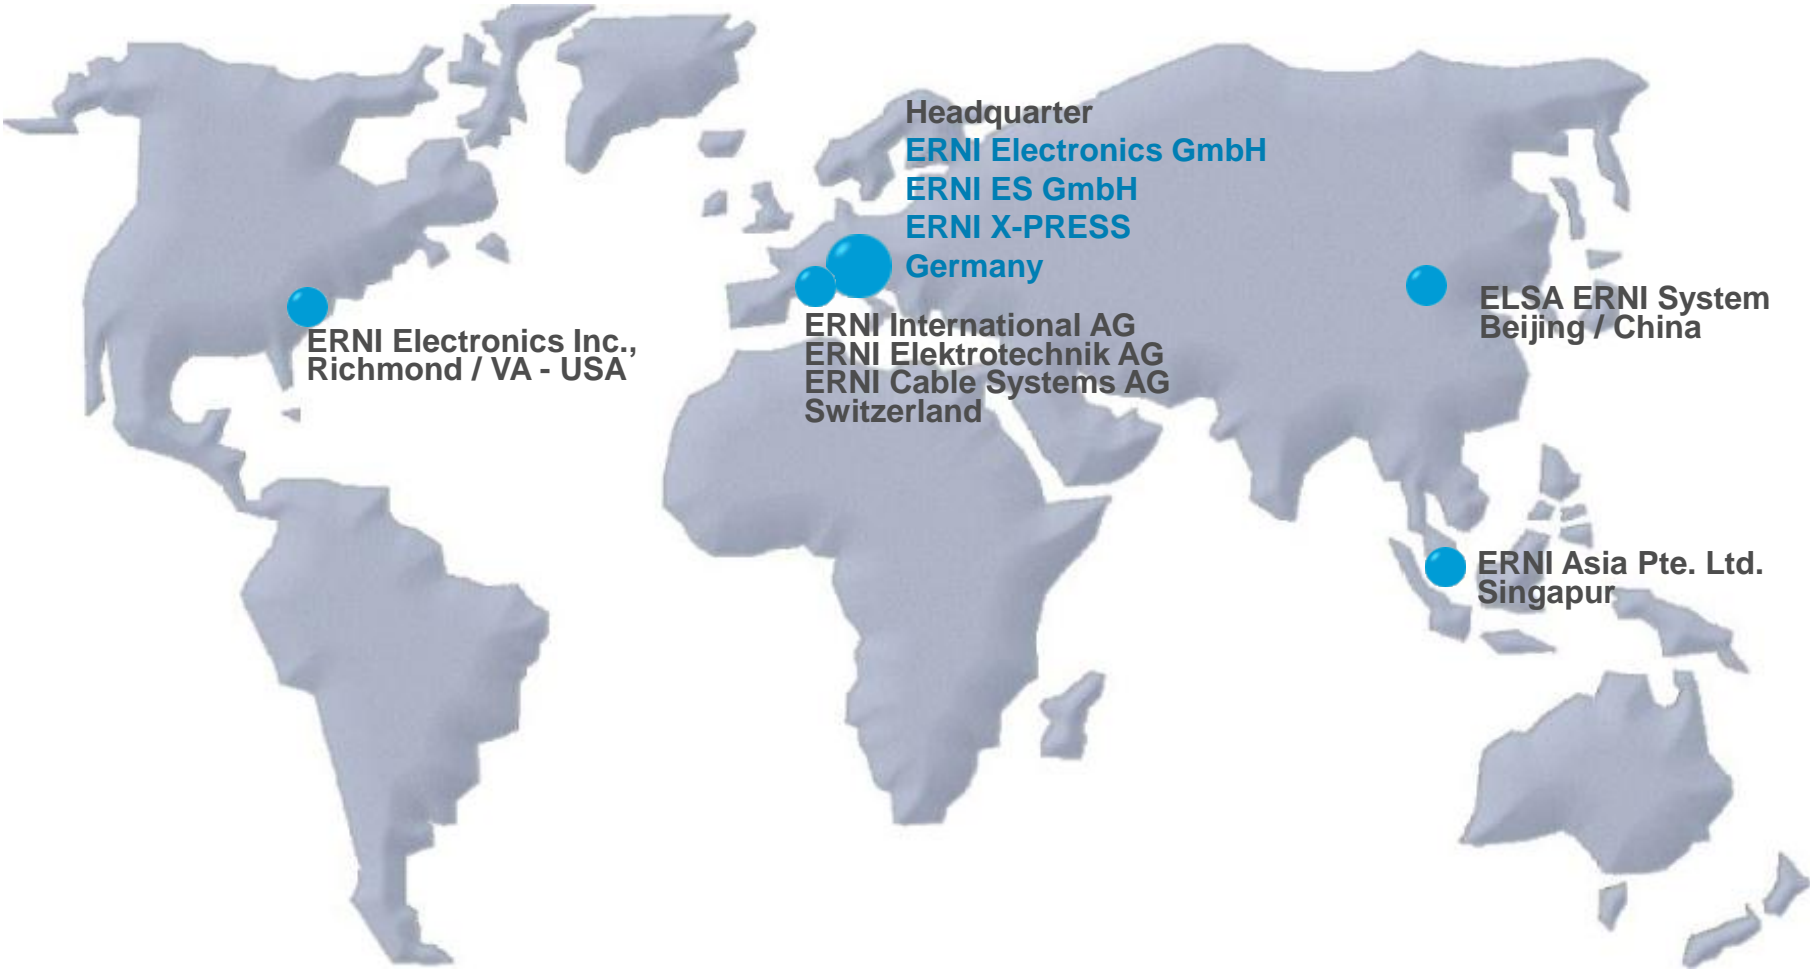 Headquarter
ERNI Electronics GmbH
ERNI ES GmbH
ERNI X-PRESS
Germany
ERNI Electronics Inc.,
Richmond / VA - USA
ERNI International AG
ERNI Elektrotechnik AG
ERNI Cable Systems AG
Switzerland
ELSA ERNI System
Beijing / China
ERNI Asia Pte. Ltd.
Singapur